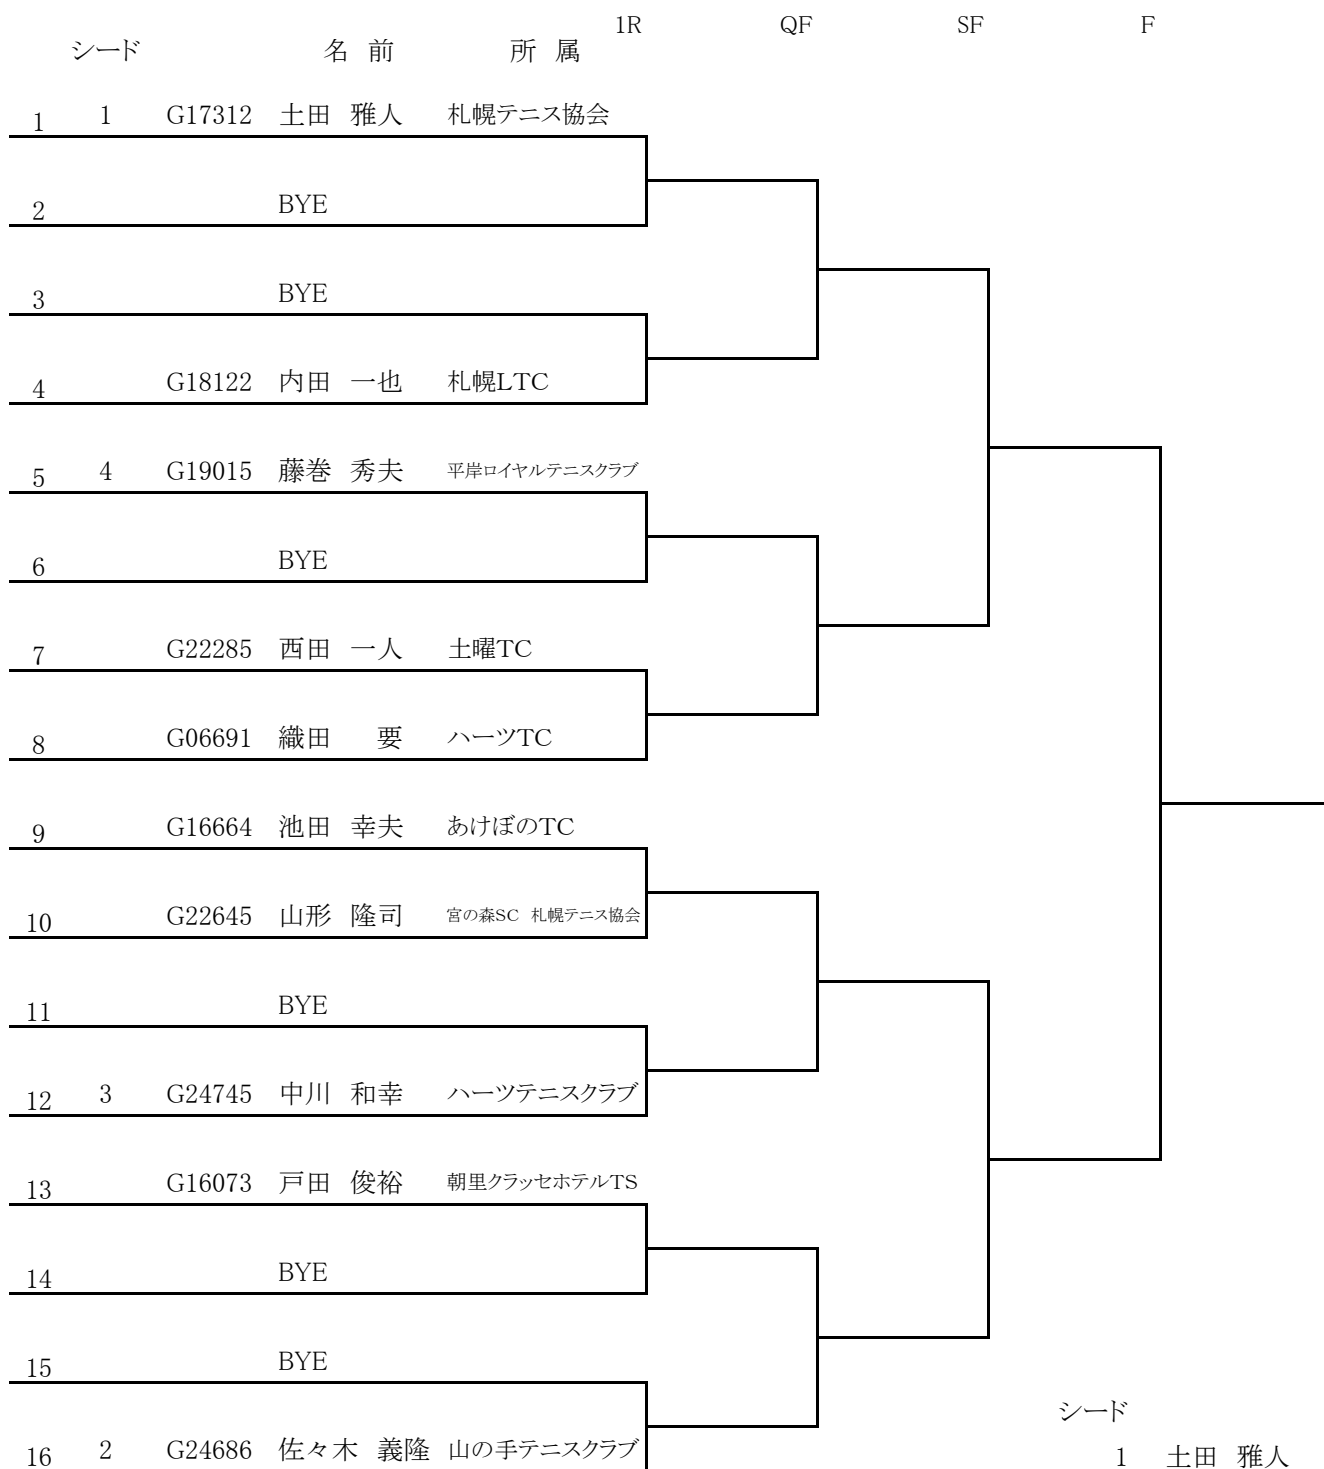 1R QF SF F
シード 名 前 所 属
1 1 G17312 土田 雅人 札幌テニス協会
2 BYE
3 BYE
4 G18122 内田 一也 札幌LTC
5 4 G19015 藤巻 秀夫 平岸ロイヤルテニスクラブ
6 BYE
7 G22285 西田 一人 土曜TC
8 G06691 織田 要 ハーツTC
9 G16664 池田 幸夫 あけぼのTC
10 G22645 山形 隆司 宮の森SC 札幌テニス協会
11 BYE
12 3 G24745 中川 和幸 ハーツテニスクラブ
13 G16073 戸田 俊裕 朝里クラッセホテルTS
14 BYE
15 BYE
16 2 G24686 佐々木 義隆 山の手テニスクラブ
シード
1 土田 雅人